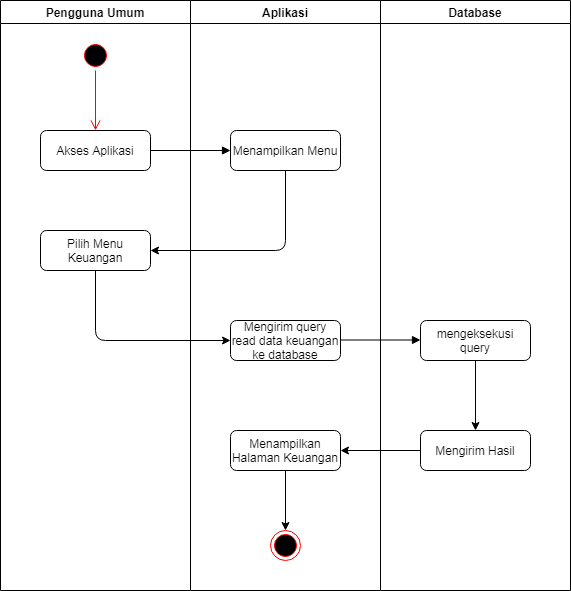 Pengguna Umum
Aplikasi
Database
Akses Aplikasi
Menampilkan Menu
Pilih Menu
Keuangan
Mengirim query
read data keuangan
ke database
mengeksekusi
query
Menampilkan
Halaman Keuangan
Mengirim Hasil